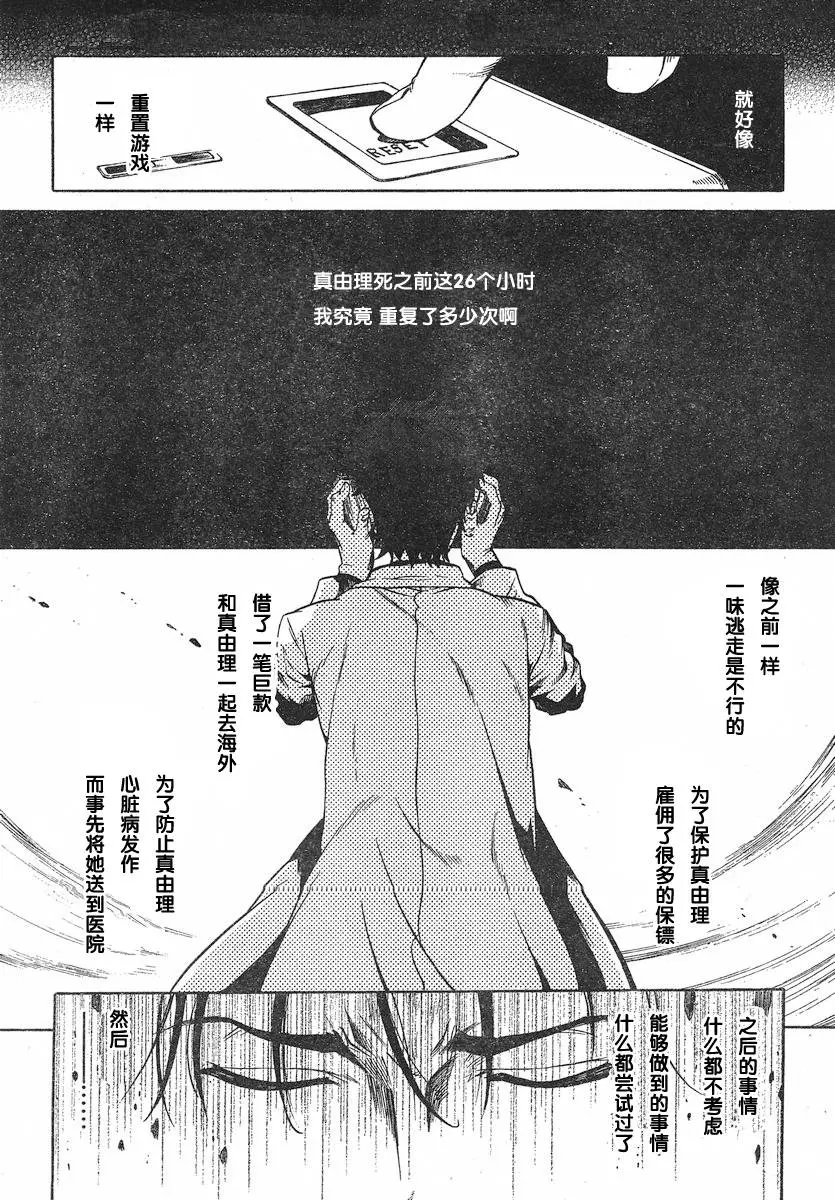 就好像
RESET
重置游戏
一样
真由理死之前这26个小时
我究竟 重复了多少次啊
像之前一样
一味逃走是不行的
为了保护真由理
雇佣了很多的保镖
借了一笔巨款
和真由理一起去海外
为了防止真由理
心脏病发作
而事先将她送到医院
之后的事情
什么都不考虑
能够做到的事情
什么都尝试过了
然后
………